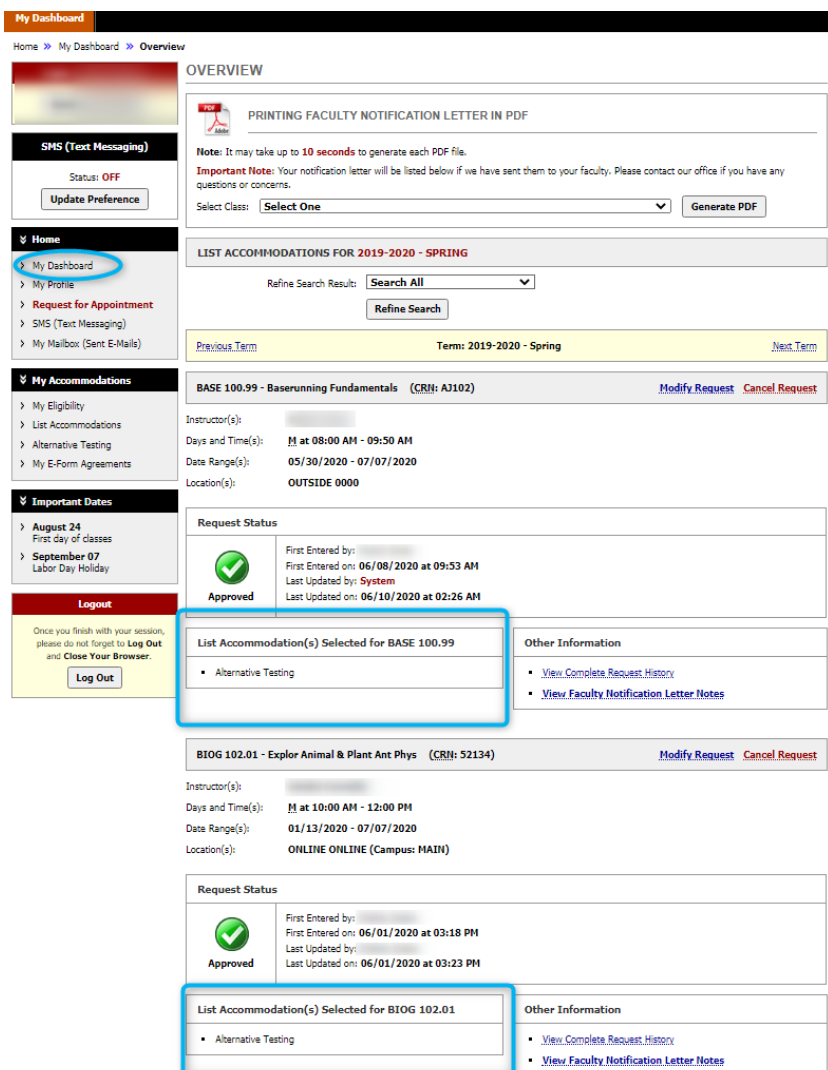 My Dashboard
Home » My Dashboard » Overview
SMS (Text Messaging)
Status: OFF
Update Preference
¥ Home
> My Dashboard
> My Profile
> Request for Appointment
> SMS (Text Messaging)
> My Mailbox (Sent E-Mails)
¥ My Accommodations
> My Eligibility
> List Accommodations
> Alternative Testing
> My E-Form Agreements
¥ Important Dates
> August 24
First day of classes
> September 07
Labor Day Holiday
Logout
Once you finish with your session,
please do not forget to Log Out
and Close Your Browser.
Log Out
OVERVIEW
PDF
Adobe
PRINTING FACULTY NOTIFICATION LETTER IN PDF
Note: It may take up to 10 seconds to generate each PDF file.
Important Note: Your notification letter will be listed below if we have sent them to your faculty. Please contact our office if you have any
questions or concerns.
Select Class: Select One Generate PDF
LIST ACCOMMODATIONS FOR 2019-2020 - SPRING
Refine Search Result: Search All
Refine Search
Previous Term Term: 2019-2020 - Spring Next Term
BASE 100.99 - Baserunning Fundamentals (CRN: AJ102) Modify Request Cancel Request
Instructor(s):
Days and Time(s): M at 08:00 AM - 09:50 AM
Date Range(s): 05/30/2020 - 07/07/2020
Location(s): OUTSIDE 0000
Request Status
Approved
First Entered by:
First Entered on: 06/08/2020 at 09:53 AM
Last Updated by: System
Last Updated on: 06/10/2020 at 02:26 AM
List Accommodation(s) Selected for BASE 100.99
▪ Alternative Testing
Other Information
▪ View Complete Request History
▪ View Faculty Notification Letter Notes
BIOG 102.01 - Explor Animal & Plant Ant Phys (CRN: 52134) Modify Request Cancel Request
Instructor(s):
Days and Time(s): M at 10:00 AM - 12:00 PM
Date Range(s): 01/13/2020 - 07/07/2020
Location(s): ONLINE ONLINE (Campus: MAIN)
Request Status
Approved
First Entered by:
First Entered on: 06/01/2020 at 03:18 PM
Last Updated by:
Last Updated on: 06/01/2020 at 03:23 PM
List Accommodation(s) Selected for BIOG 102.01
▪ Alternative Testing
Other Information
▪ View Complete Request History
▪ View Faculty Notification Letter Notes